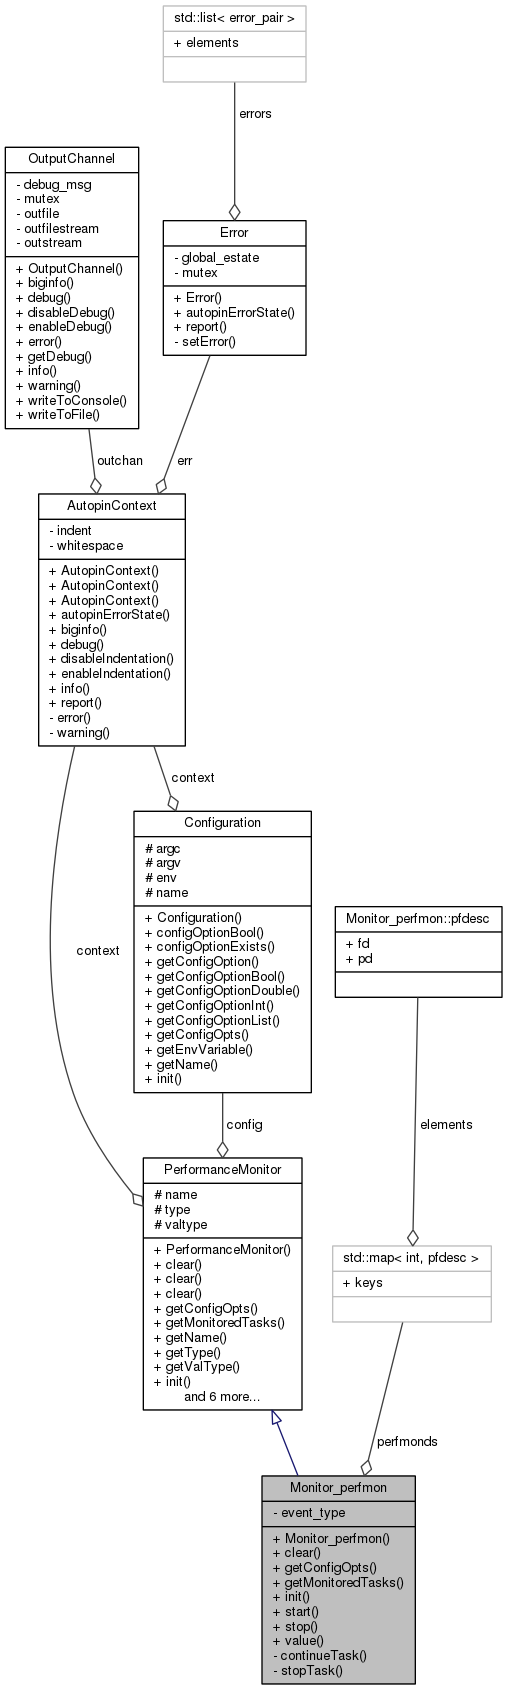 std::list< error_pair >
+ elements
errors
OutputChannel
- debug_msg
- mutex
- outfile
- outfilestream
- outstream
+ OutputChannel()
+ biginfo()
+ debug()
+ disableDebug()
+ enableDebug()
+ error()
+ getDebug()
+ info()
+ warning()
+ writeToConsole()
+ writeToFile()
Error
- global_estate
- mutex
+ Error()
+ autopinErrorState()
+ report()
- setError()
outchan
err
AutopinContext
- indent
- whitespace
+ AutopinContext()
+ AutopinContext()
+ AutopinContext()
+ autopinErrorState()
+ biginfo()
+ debug()
+ disableIndentation()
+ enableIndentation()
+ info()
+ report()
- error()
- warning()
context
Configuration
# argc
# argv
# env
# name
+ Configuration()
+ configOptionBool()
+ configOptionExists()
+ getConfigOption()
+ getConfigOptionBool()
+ getConfigOptionDouble()
+ getConfigOptionInt()
+ getConfigOptionList()
+ getConfigOpts()
+ getEnvVariable()
+ getName()
+ init()
context
Monitor_perfmon::pfdesc
+ fd
+ pd
config
elements
PerformanceMonitor
# name
# type
# valtype
+ PerformanceMonitor()
+ clear()
+ clear()
+ clear()
+ getConfigOpts()
+ getMonitoredTasks()
+ getName()
+ getType()
+ getValType()
+ init()
and 6 more...
std::map< int, pfdesc >
+ keys
perfmonds
Monitor_perfmon
- event_type
+ Monitor_perfmon()
+ clear()
+ getConfigOpts()
+ getMonitoredTasks()
+ init()
+ start()
+ stop()
+ value()
- continueTask()
- stopTask()